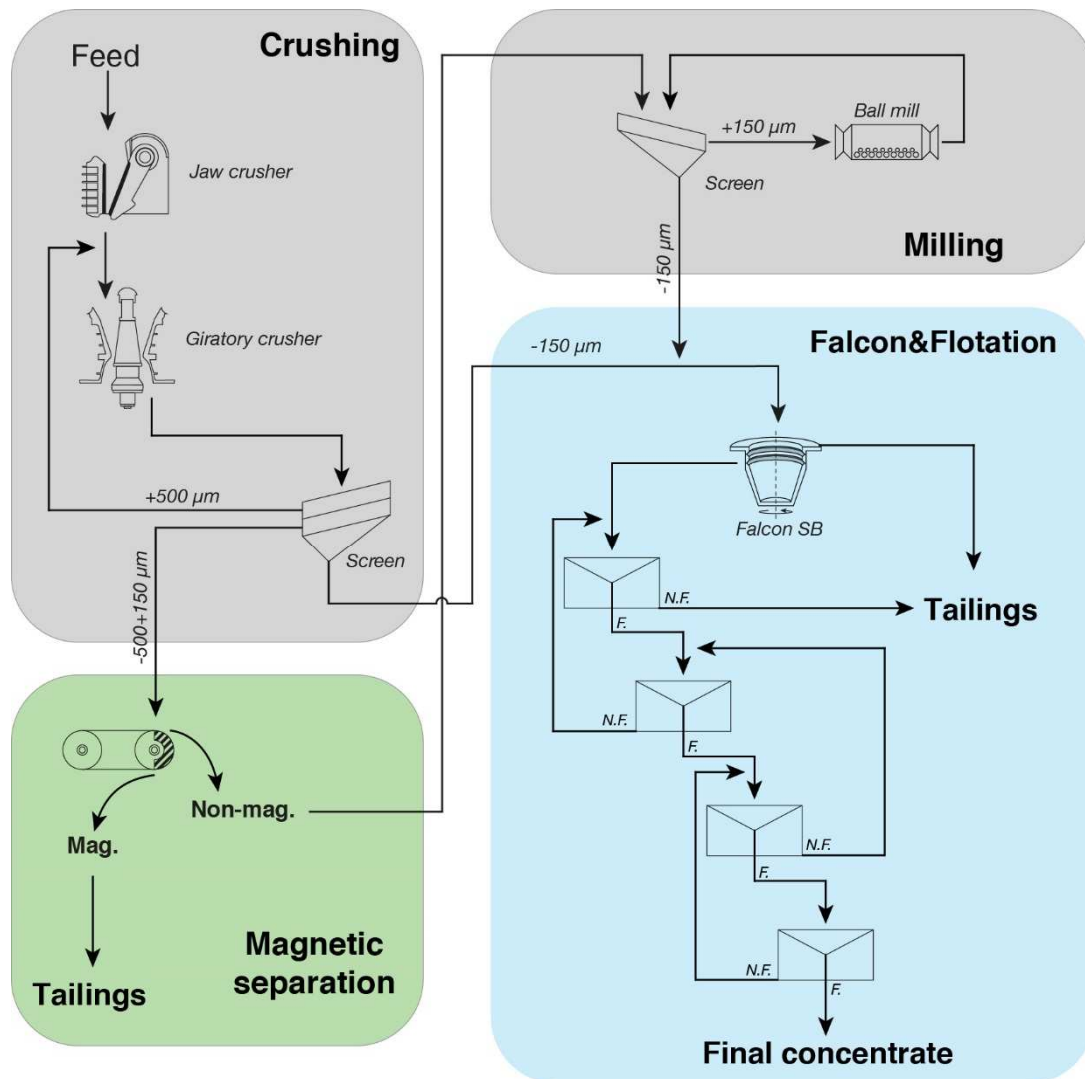 Crushing
Feed
Jaw crusher
Giratory crusher
+500 µm
Screen
-500+150 µm
Ball mill
+150 µm
Screen
Milling
-150 µm
-150 µm
Falcon&Flotation
Falcon SB
N.F.
Tailings
F.
N.F.
F.
N.F.
F.
N.F.
F.
Final concentrate
Non-mag.
Mag.
Magnetic
separation
Tailings